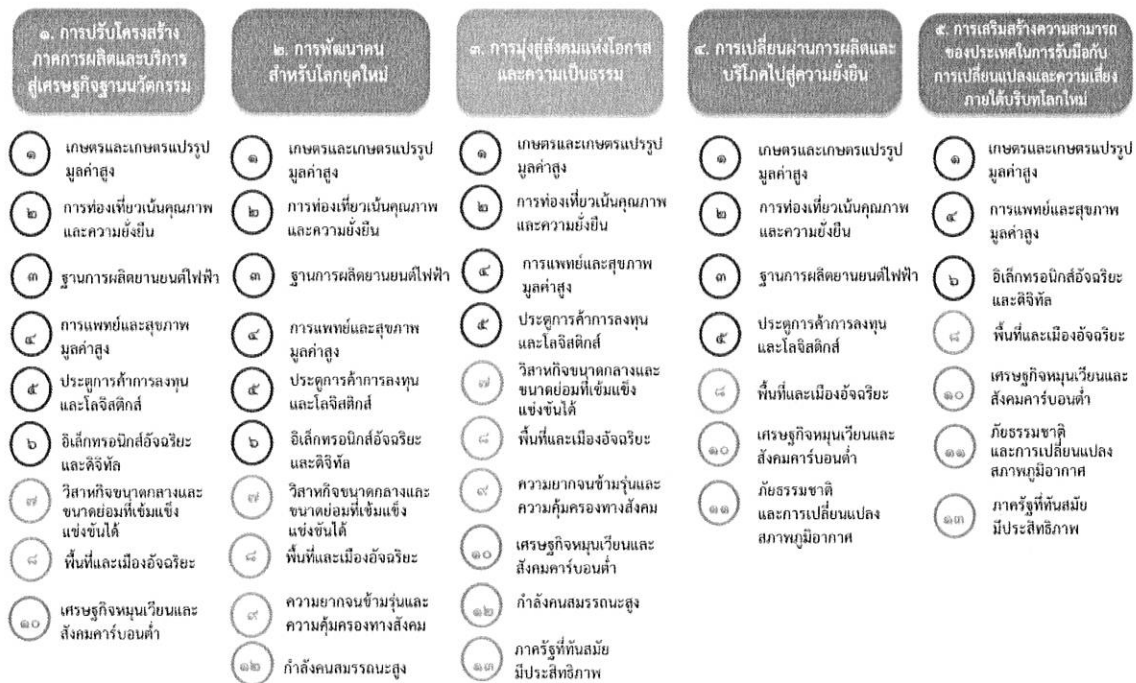 ๑. การปรับโครงสร้าง
ภาคการผลิตและบริการ
สู่เศรษฐกิจฐานนวัตกรรม
๑ เกษตรและเกษตรแปรรูป
มูลค่าสูง
๒ การท่องเที่ยวเน้นคุณภาพ
และความยั่งยืน
๓ ฐานการผลิตยานยนต์ไฟฟ้า
๔ การแพทย์และสุขภาพ
มูลค่าสูง
๕ ประตูการค้าการลงทุน
และโลจิสติกส์
๖ อิเล็กทรอนิกส์อัจฉริยะ
และดิจิทัล
๗ วิสาหกิจขนาดกลางและ
ขนาดย่อมที่เข้มแข็ง
แข่งขันได้
๘ พื้นที่และเมืองอัจฉริยะ
๑๐ เศรษฐกิจหมุนเวียนและ
สังคมคาร์บอนต่ำ
๒. การพัฒนาคน
สำหรับโลกยุคใหม่
๑ เกษตรและเกษตรแปรรูป
มูลค่าสูง
๒ การท่องเที่ยวเน้นคุณภาพ
และความยั่งยืน
๓ ฐานการผลิตยานยนต์ไฟฟ้า
๔ การแพทย์และสุขภาพ
มูลค่าสูง
๕ ประตูการค้าการลงทุน
และโลจิสติกส์
๖ อิเล็กทรอนิกส์อัจฉริยะ
และดิจิทัล
๗ วิสาหกิจขนาดกลางและ
ขนาดย่อมที่เข้มแข็ง
แข่งขันได้
๘ พื้นที่และเมืองอัจฉริยะ
๙ ความยากจนข้ามรุ่นและ
ความคุ้มครองทางสังคม
๑๒ กำลังคนสมรรถนะสูง
๓. การมุ่งสู่สังคมแห่งโอกาส
และความเป็นธรรม
๑ เกษตรและเกษตรแปรรูป
มูลค่าสูง
๒ การท่องเที่ยวเน้นคุณภาพ
และความยั่งยืน
๔ การแพทย์และสุขภาพ
มูลค่าสูง
๕ ประตูการค้าการลงทุน
และโลจิสติกส์
๗ วิสาหกิจขนาดกลางและ
ขนาดย่อมที่เข้มแข็ง
แข่งขันได้
๘ พื้นที่และเมืองอัจฉริยะ
๙ ความยากจนข้ามรุ่นและ
ความคุ้มครองทางสังคม
๑๐ เศรษฐกิจหมุนเวียนและ
สังคมคาร์บอนต่ำ
๑๒ กำลังคนสมรรถนะสูง
๑๓ ภาครัฐที่ทันสมัย
มีประสิทธิภาพ
๔. การเปลี่ยนผ่านการผลิตและ
บริโภคไปสู่ความยั่งยืน
๑ เกษตรและเกษตรแปรรูป
มูลค่าสูง
๒ การท่องเที่ยวเน้นคุณภาพ
และความยั่งยืน
๓ ฐานการผลิตยานยนต์ไฟฟ้า
๕ ประตูการค้าการลงทุน
และโลจิสติกส์
๘ พื้นที่และเมืองอัจฉริยะ
๑๐ เศรษฐกิจหมุนเวียนและ
สังคมคาร์บอนต่ำ
๑๑ ภัยธรรมชาติ
และการเปลี่ยนแปลง
สภาพภูมิอากาศ
๕. การเสริมสร้างความสามารถ
ของประเทศในการรับมือกับ
การเปลี่ยนแปลงและความเสี่ยง
ภายใต้บริบทโลกใหม่
๑ เกษตรและเกษตรแปรรูป
มูลค่าสูง
๔ การแพทย์และสุขภาพ
มูลค่าสูง
๖ อิเล็กทรอนิกส์อัจฉริยะ
และดิจิทัล
๘ พื้นที่และเมืองอัจฉริยะ
๑๐ เศรษฐกิจหมุนเวียนและ
สังคมคาร์บอนต่ำ
๑๑ ภัยธรรมชาติ
และการเปลี่ยนแปลง
สภาพภูมิอากาศ
๑๓ ภาครัฐที่ทันสมัย
มีประสิทธิภาพ